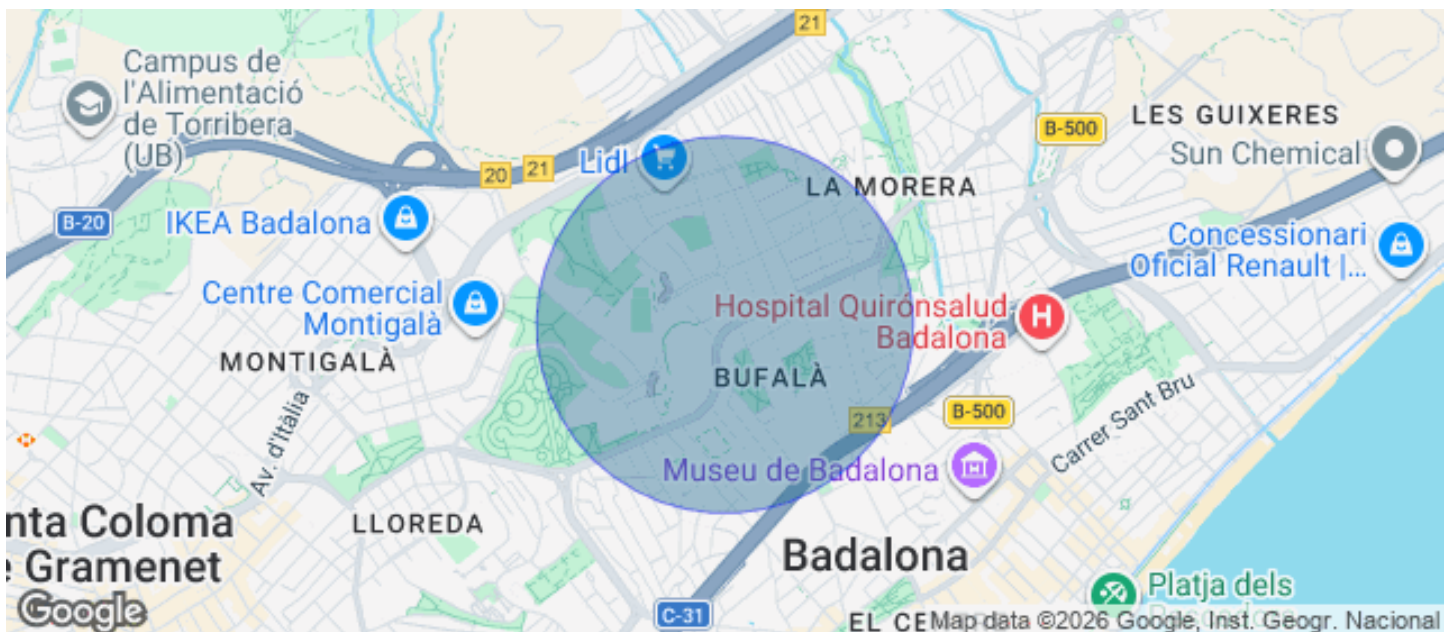 21
Campus de
l'Alimentació
de Torribera
(UB)
B-500
LES GUIXERES
Sun Chemical
Lidl
20
21
LA MORERA
B-20
IKEA Badalona
Concessionari
Oficial Renault |...
Centre Comercial
Montigalà
Hospital Quirónsalud
Badalona
H
MONTIGALÀ
BUFALÀ
Av. d'Itàlia
213
B-500
Carrer Sant Bru
Museu de Badalona
M
nta Coloma
Gramenet
LLOREDA
Badalona
Platja dels
Google
C-31
EL CE
Map data ©2026 Google, Inst. Geogr. Nacional